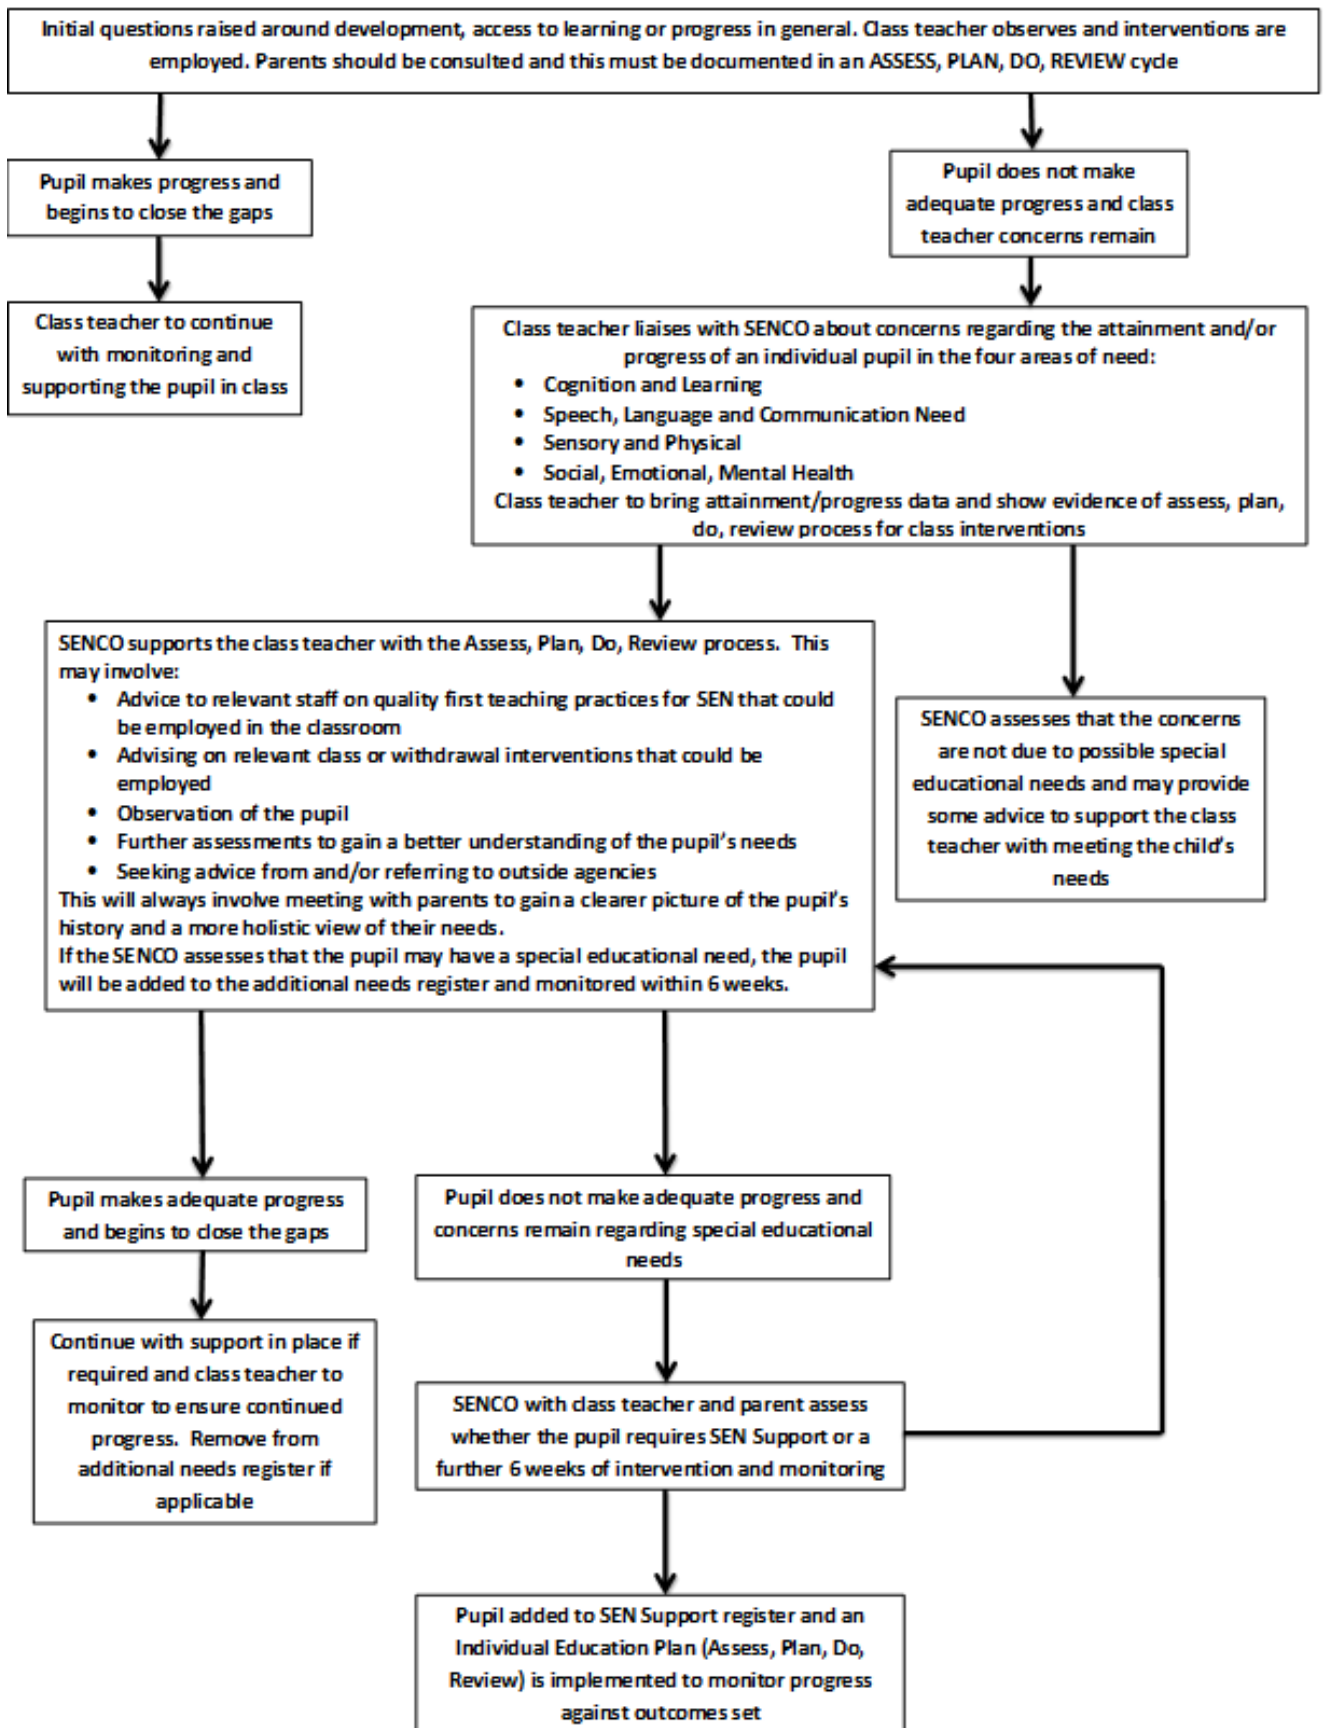 Initial questions raised around development, access to learning or progress in general. Class teacher observes and interventions are
employed. Parents should be consulted and this must be documented in an ASSESS, PLAN, DO, REVIEW cycle
Pupil makes progress and
begins to close the gaps
Pupil does not make
adequate progress and class
teacher concerns remain
Class teacher to continue
with monitoring and
supporting the pupil in class
Class teacher liaises with SENCO about concerns regarding the attainment and/or
progress of an individual pupil in the four areas of need:
• Cognition and Learning
• Speech, Language and Communication Need
• Sensory and Physical
• Social, Emotional, Mental Health
Class teacher to bring attainment/progress data and show evidence of assess, plan,
do, review process for class interventions
SENCO supports the class teacher with the Assess, Plan, Do, Review process. This
may involve:
• Advice to relevant staff on quality first teaching practices for SEN that could
be employed in the classroom
• Advising on relevant class or withdrawal interventions that could be
employed
• Observation of the pupil
• Further assessments to gain a better understanding of the pupil's needs
• Seeking advice from and/or referring to outside agencies
This will always involve meeting with parents to gain a clearer picture of the pupil's
history and a more holistic view of their needs.
If the SENCO assesses that the pupil may have a special educational need, the pupil
will be added to the additional needs register and monitored within 6 weeks.
SENCO assesses that the concerns
are not due to possible special
educational needs and may provide
some advice to support the class
teacher with meeting the child's
needs
Pupil makes adequate progress
and begins to close the gaps
Pupil does not make adequate progress and
concerns remain regarding special educational
needs
Continue with support in place if
required and class teacher to
monitor to ensure continued
progress. Remove from
additional needs register if
applicable
SENCO with class teacher and parent assess
whether the pupil requires SEN Support or a
further 6 weeks of intervention and monitoring
Pupil added to SEN Support register and an
Individual Education Plan (Assess, Plan, Do,
Review) is implemented to monitor progress
against outcomes set